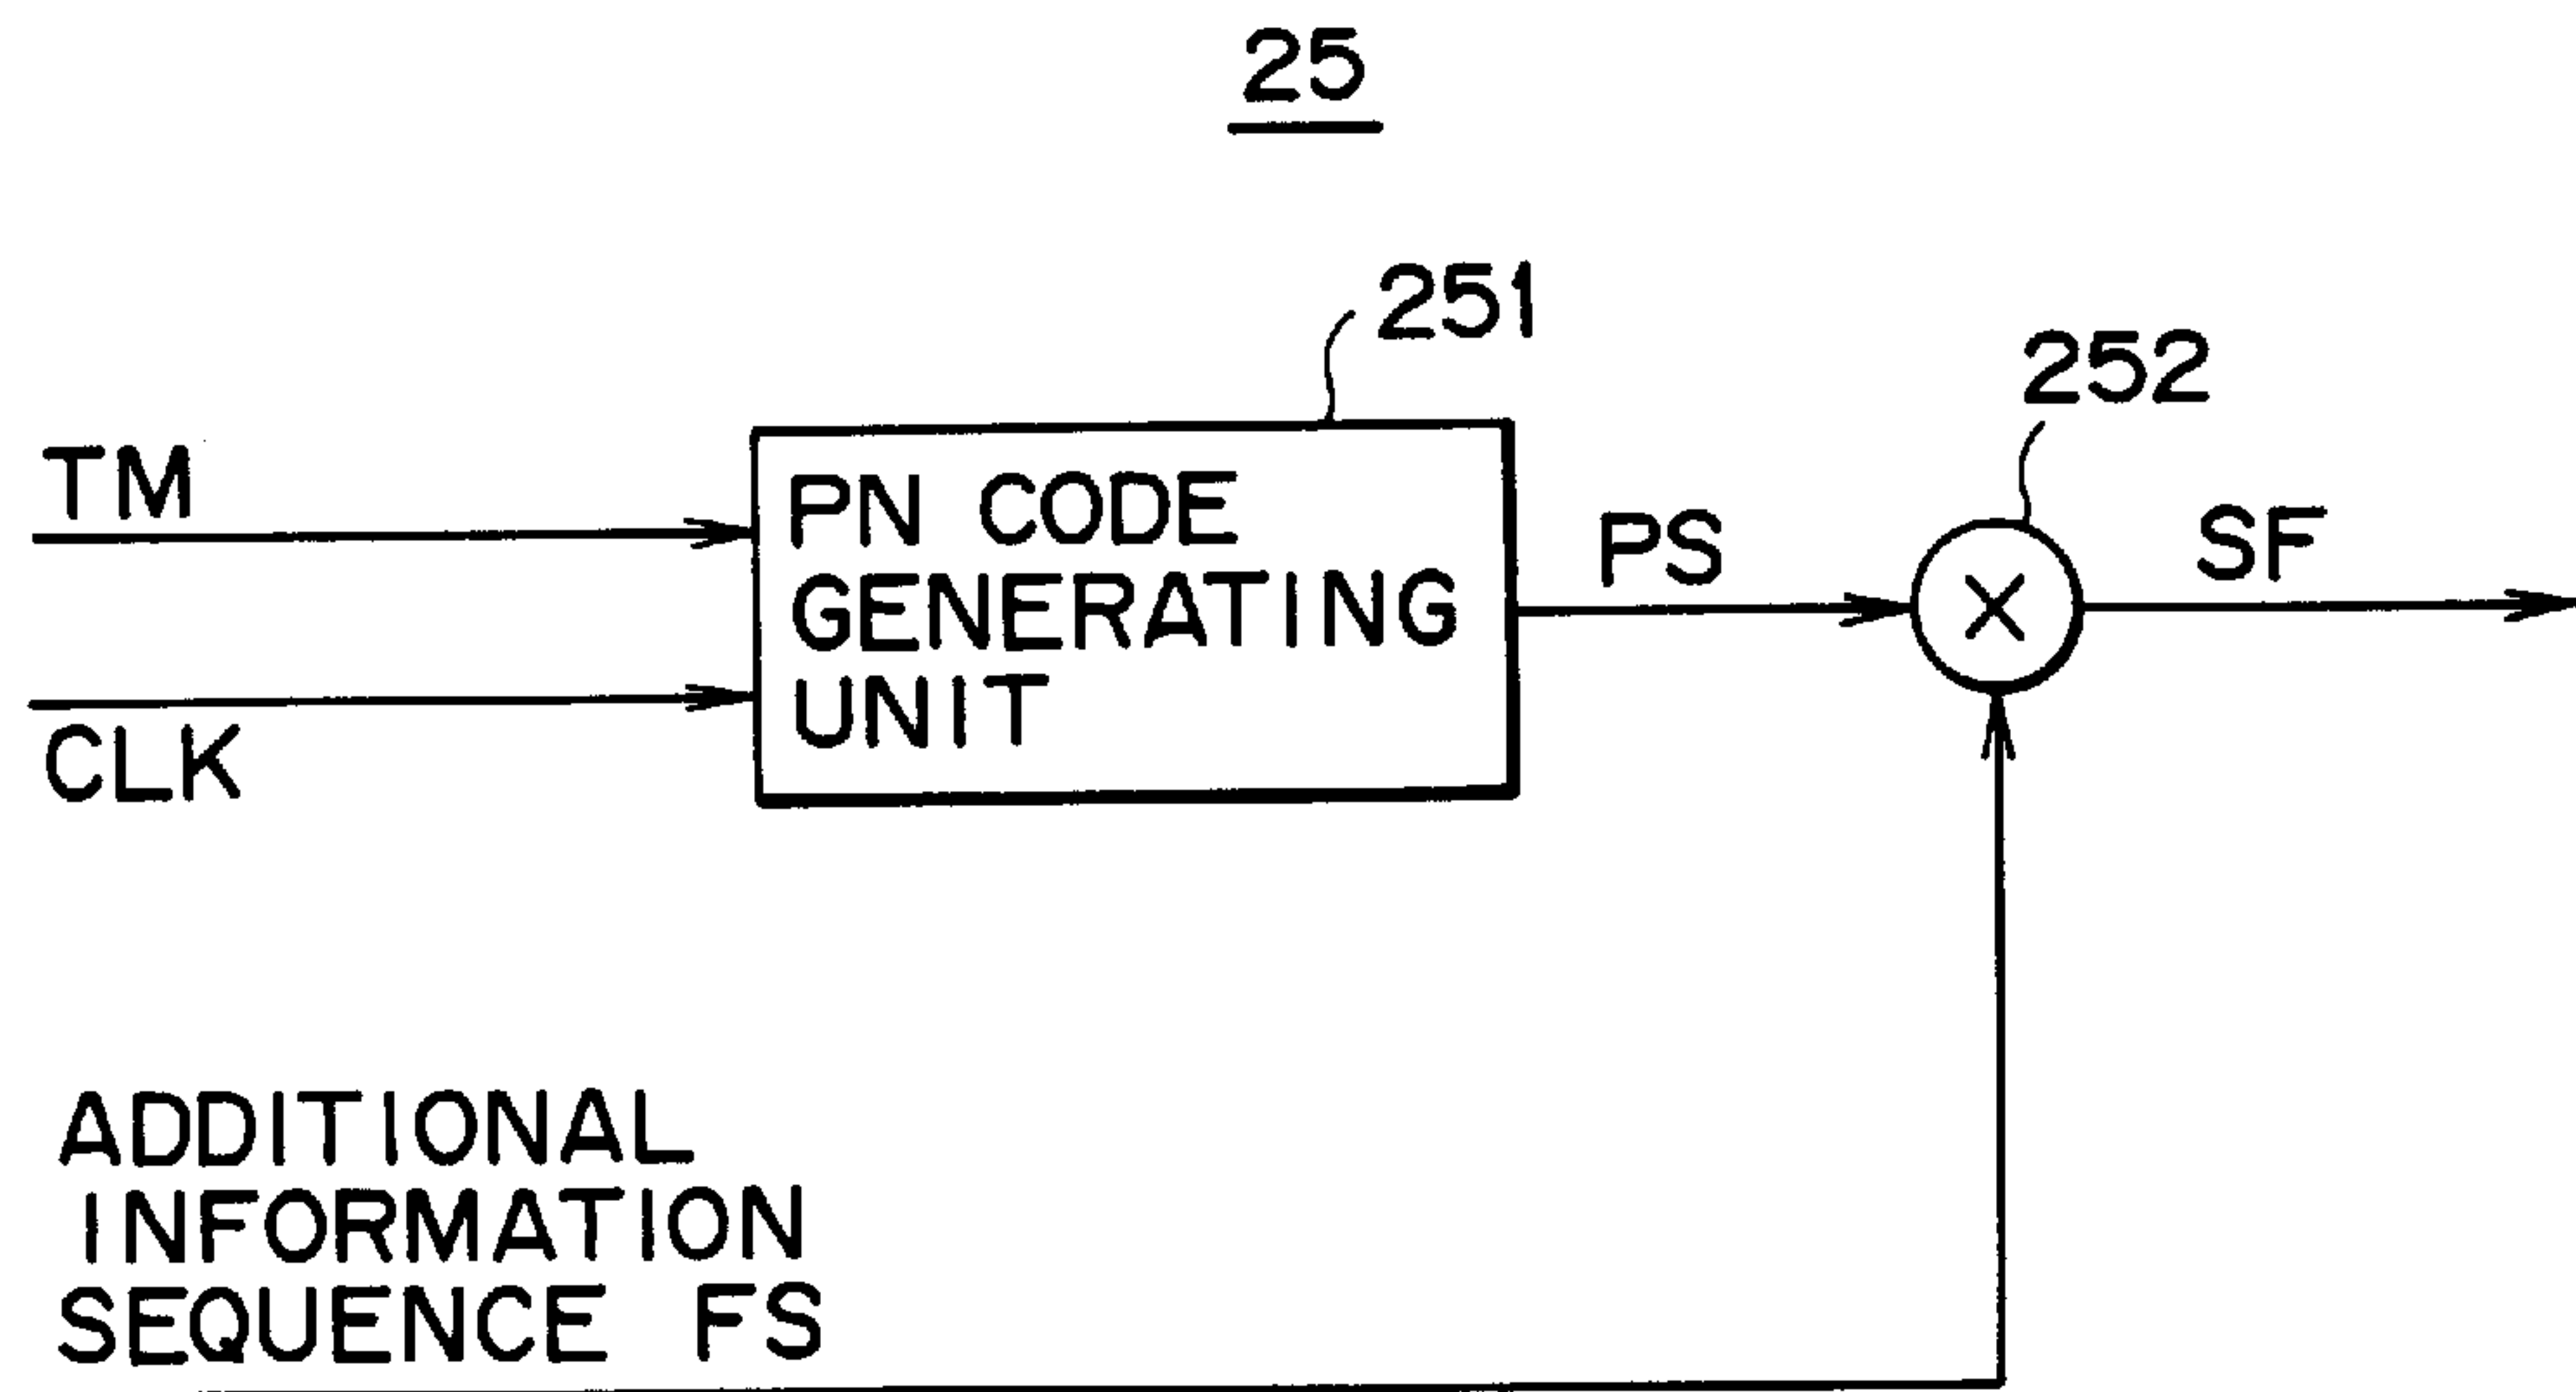 25
251
252
TM
PN CODE
GENERATING
UNIT
PS
SF
CLK
ADDITIONAL
INFORMATION
SEQUENCE FS